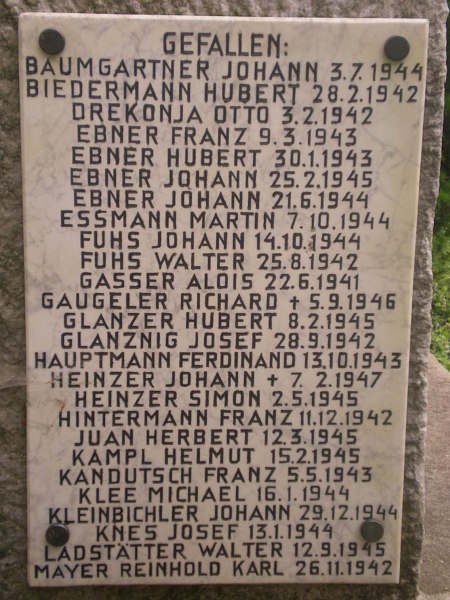 GEFALLEN:
BAUMGARTNER JOHANN 3.7.1944
BIEDERMANN HUBERT 28.2.1942
DREKONJA OTTO 3.2.1942
EBNER FRANZ 9.3.1943
EBNER HUBERT 30.1.1943
EBNER JOHANN 25.2.1945
EBNER JOHANN 21.6.1944
ESSMANN MARTIN 7.10.1944
FUHS JOHANN 14.10.1944
FUHS WALTER 25.8.1942
GASSER ALOIS 22.6.1941
GAUGELER RICHARD † 5.9.1946
GLANZER HUBERT 8.2.1945
GLANZNIG JOSEF 28.9.1942
HAUPTMANN FERDINAND 13.10.1943
HEINZER JOHANN † 7. 2.1947
HEINZER SIMON 2.5.1945
HINTERMANN FRANZ 11.12.1942
JUAN HERBERT 12.3.1945
KAMPL HELMUT 15.2.1945
KANDUTSCH FRANZ 5.5.1943
KLEE MICHAEL 16.1.1944
KLEINBICHLER JOHANN 29.12.1944
KNES JOSEF 13.1.1944
LADSTÄTTER WALTER 12.9.1945
MAYER REINHOLD KARL 26.11.1942